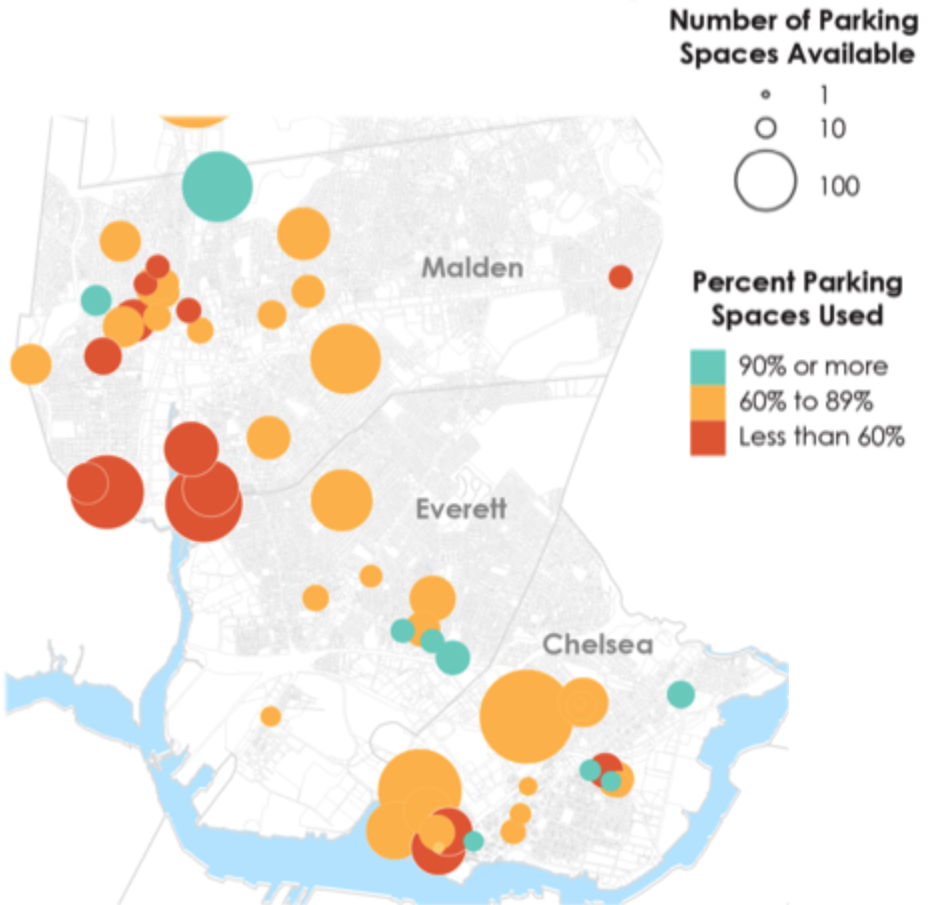 Number of Parking
Spaces Available
1
10
100
Malden
Percent Parking
Spaces Used
90% or more
60% to 89%
Less than 60%
Everett
Chelsea